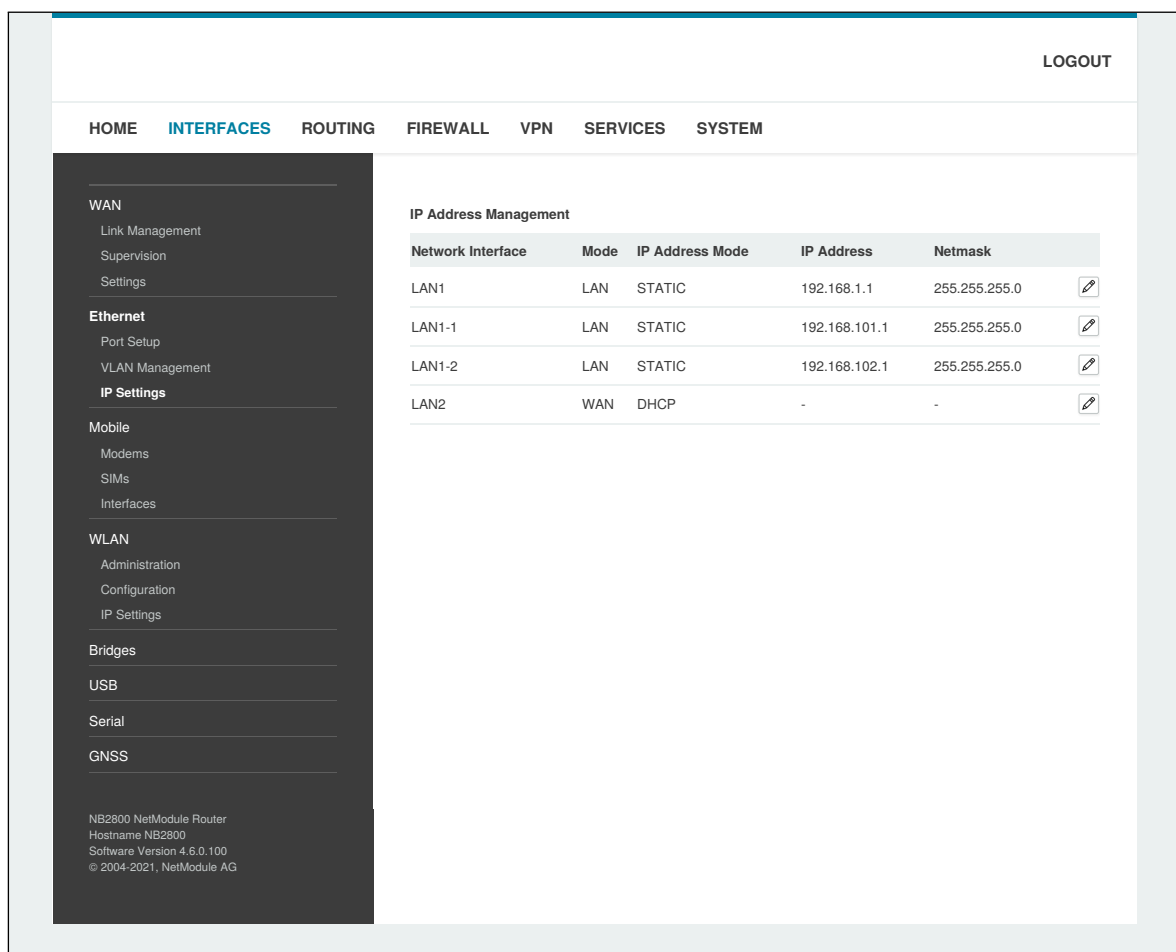 LOGOUT
HOME INTERFACES ROUTING FIREWALL VPN SERVICES SYSTEM
WAN
Link Management
Supervision
Settings
Ethernet
Port Setup
VLAN Management
IP Settings
Mobile
Modems
SIMs
Interfaces
WLAN
Administration
Configuration
IP Settings
Bridges
USB
Serial
GNSS
NB2800 NetModule Router
Hostname NB2800
Software Version 4.6.0.100
© 2004-2021, NetModule AG
IP Address Management
Network Interface Mode IP Address Mode IP Address Netmask
LAN1 LAN STATIC 192.168.1.1 255.255.255.0
LAN1-1 LAN STATIC 192.168.101.1 255.255.255.0
LAN1-2 LAN STATIC 192.168.102.1 255.255.255.0
LAN2 WAN DHCP - -